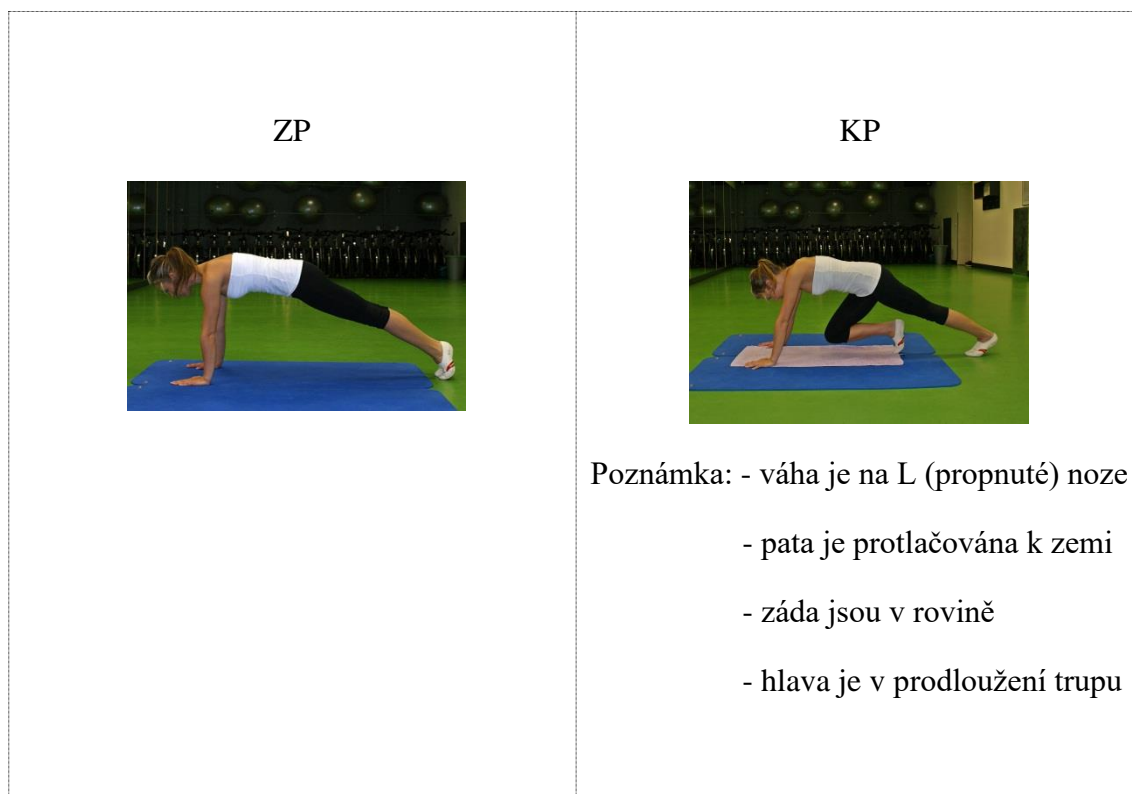 ZP
KP
Poznámka: - váha je na L (propnuté) noze
- pata je protlačována k zemi
- záda jsou v rovině
- hlava je v prodloužení trupu